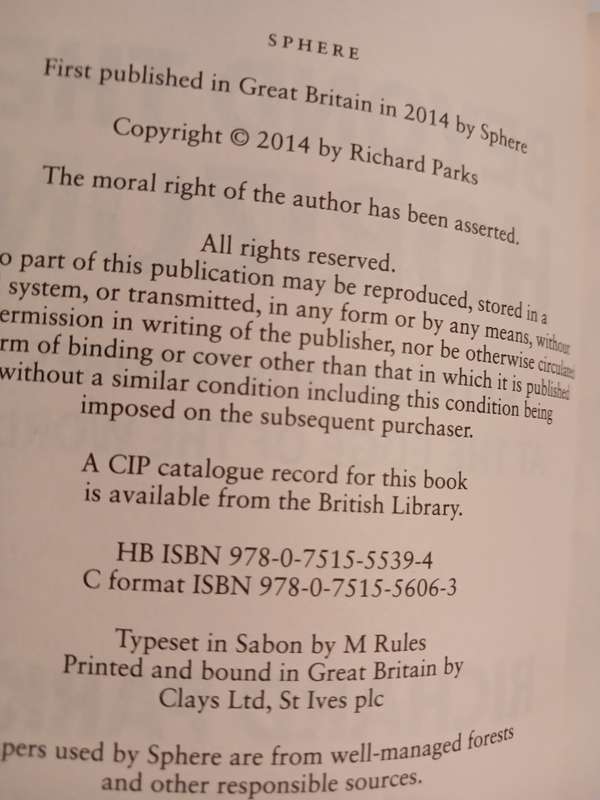 SPHERE
First published in Great Britain in 2014 by Sphere
Copyright © 2014 by Richard Parks
The moral right of the author has been asserted.
All rights reserved.
o part of this publication may be reproduced, stored in a
system, or transmitted, in any form or by any means, without
ermission in writing of the publisher, nor be otherwise circulated
rm of binding or cover other than that in which it is published
without a similar condition including this condition being
imposed on the subsequent purchaser.
A CIP catalogue record for this book
is available from the British Library.
HB ISBN 978-0-7515-5539-4
C format ISBN 978-0-7515-5606-3
Typeset in Sabon by M Rules
Printed and bound in Great Britain by
Clays Ltd, St Ives plc
pers used by Sphere are from well-managed forests
and other responsible sources.